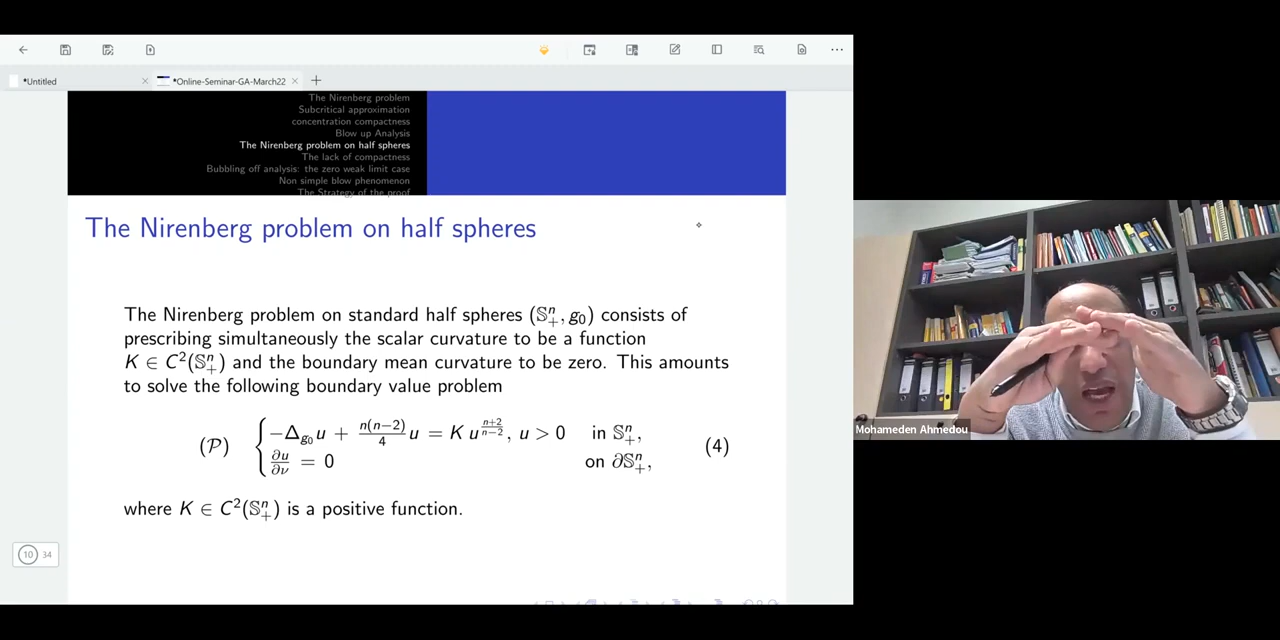 *Untitled
*Online-Seminar-GA-March22
The Nirenberg problem
Subcritical approximation
concentration compactness
Blow up Analysis
The Nirenberg problem on half spheres
The lack of compactness
Bubbling off analysis: the zero weak limit case
Non simple blow phenomenon
The Strategy of the proof
The Nirenberg problem on half spheres
The Nirenberg problem on standard half spheres (𝕊ⁿ₊, g₀) consists of
prescribing simultaneously the scalar curvature to be a function
K ∈ C²(𝕊ⁿ₊) and the boundary mean curvature to be zero. This amounts
to solve the following boundary value problem
(𝒫) { −Δ_{g₀}u + \frac{n(n−2)}{4}u = K u^{\frac{n+2}{n−2}}, u > 0 in 𝕊ⁿ₊, (4)
\frac{∂u}{∂ν} = 0 on ∂𝕊ⁿ₊,
where K ∈ C²(𝕊ⁿ₊) is a positive function.
10 34
Mohameden Ahmedou